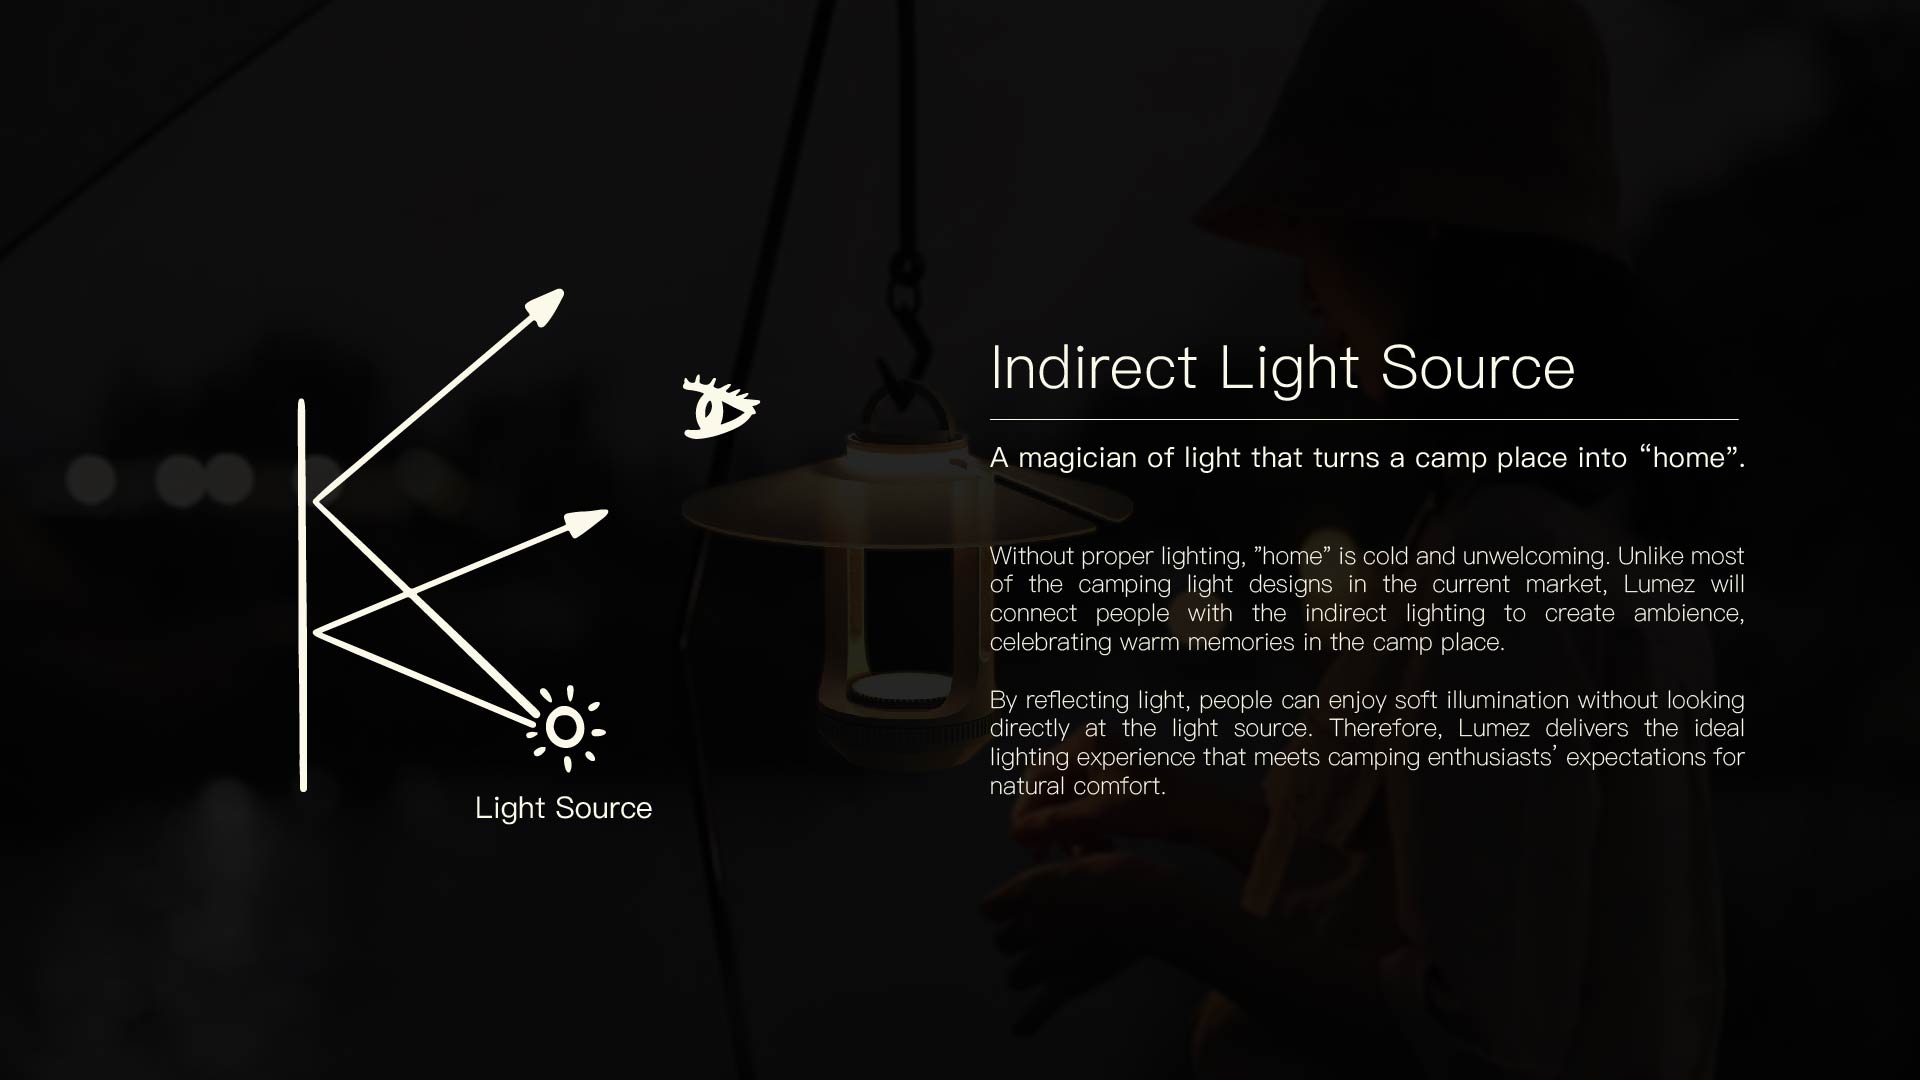 Indirect Light Source
A magician of light that turns a camp place into “home”.
Without proper lighting, ”home” is cold and unwelcoming. Unlike most
of the camping light designs in the current market, Lumez will
connect people with the indirect lighting to create ambience,
celebrating warm memories in the camp place.
By reflecting light, people can enjoy soft illumination without looking
directly at the light source. Therefore, Lumez delivers the ideal
lighting experience that meets camping enthusiasts’ expectations for
natural comfort.
Light Source